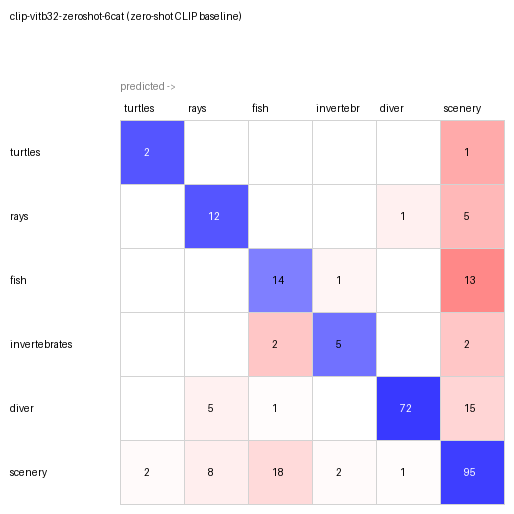 clip-vitb32-zeroshot-6cat (zero-shot CLIP baseline)
predicted ->
turtles rays fish invertebr diver scenery
turtles 2 1
rays 12 1 5
fish 14 1 13
invertebrates 2 5 2
diver 5 1 72 15
scenery 2 8 18 2 1 95